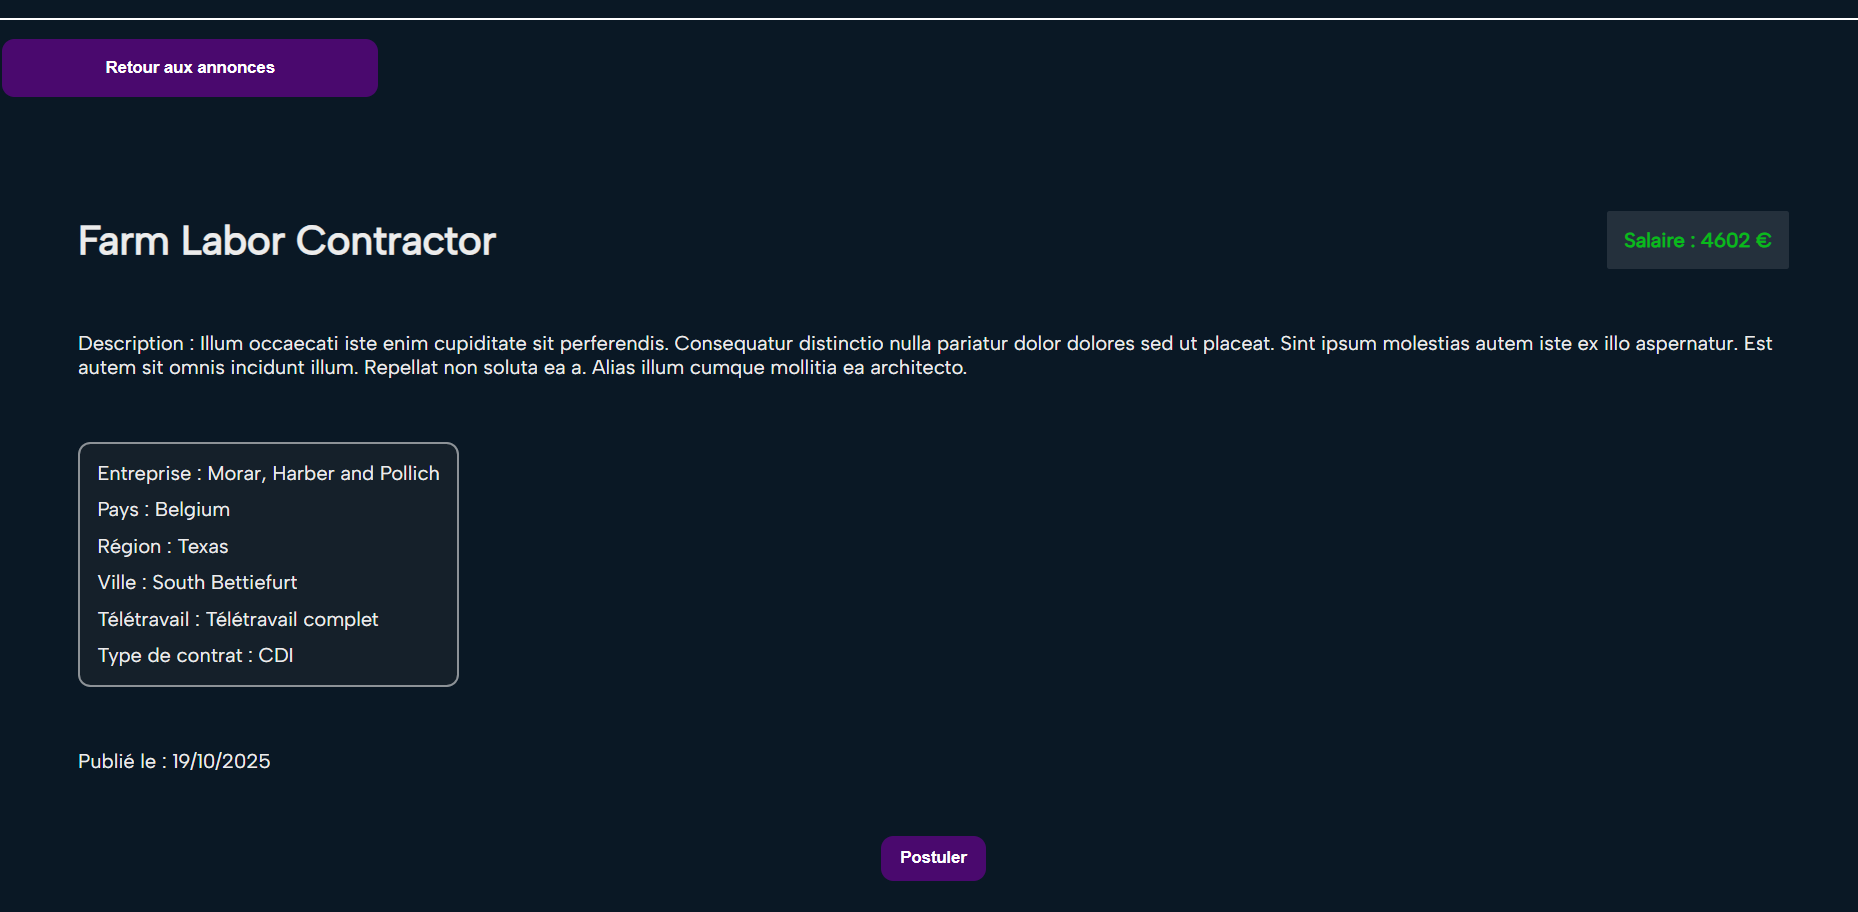 Retour aux annonces
Farm Labor Contractor
Salaire : 4602 €
Description : Illum occaecati iste enim cupiditate sit perferendis. Consequatur distinctio nulla pariatur dolor dolores sed ut placeat. Sint ipsum molestias autem iste ex illo aspernatur. Est
autem sit omnis incidunt illum. Repellat non soluta ea a. Alias illum cumque mollitia ea architecto.
Entreprise : Morar, Harber and Pollich
Pays : Belgium
Région : Texas
Ville : South Bettiefurt
Télétravail : Télétravail complet
Type de contrat : CDI
Publié le : 19/10/2025
Postuler